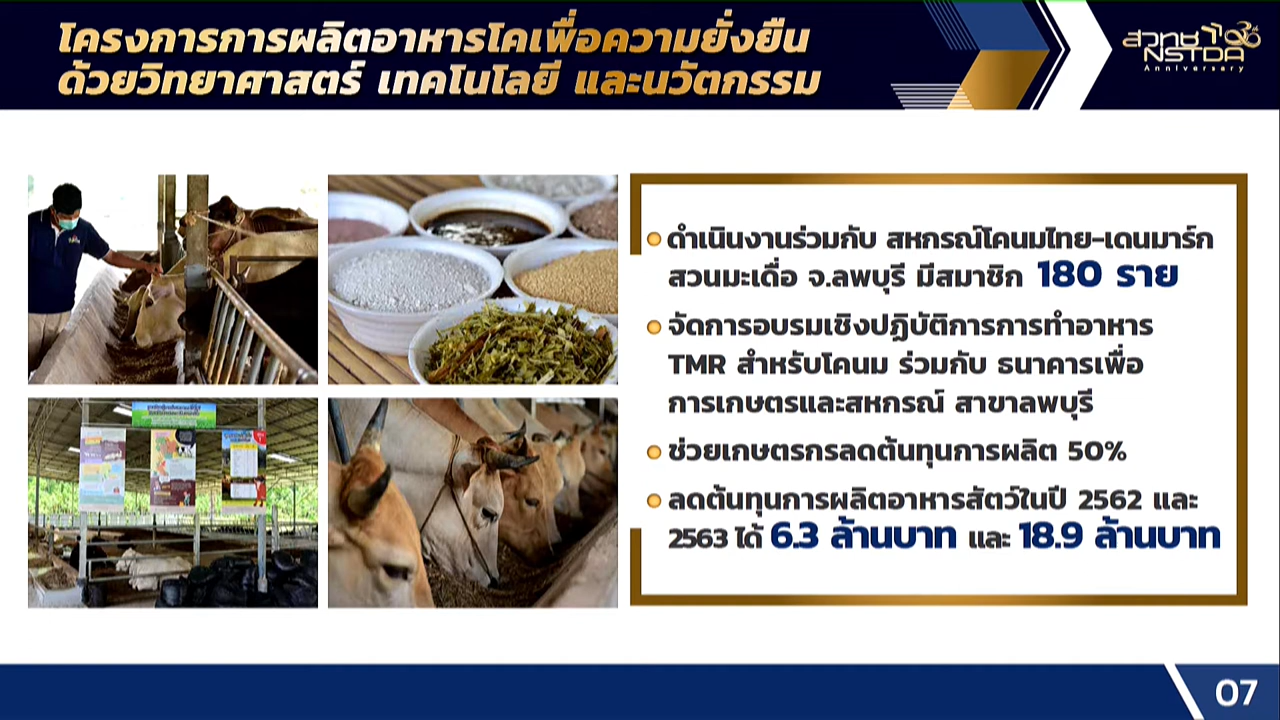 โครงการการผลิตอาหารโคเพื่อความยั่งยืน
ด้วยวิทยาศาสตร์ เทคโนโลยี และนวัตกรรม
สวทช
NSTDA
Anniversary
ดำเนินงานร่วมกับ สหกรณ์โคนมไทย-เดนมาร์ก
สวนมะเดื่อ จ.ลพบุรี มีสมาชิก 180 ราย
จัดการอบรมเชิงปฏิบัติการการทำอาหาร
TMR สำหรับโคนม ร่วมกับ ธนาคารเพื่อ
การเกษตรและสหกรณ์ สาขาลพบุรี
ช่วยเกษตรกรลดต้นทุนการผลิต 50%
ลดต้นทุนการผลิตอาหารสัตว์ในปี 2562 และ
2563 ได้ 6.3 ล้านบาท และ 18.9 ล้านบาท
07